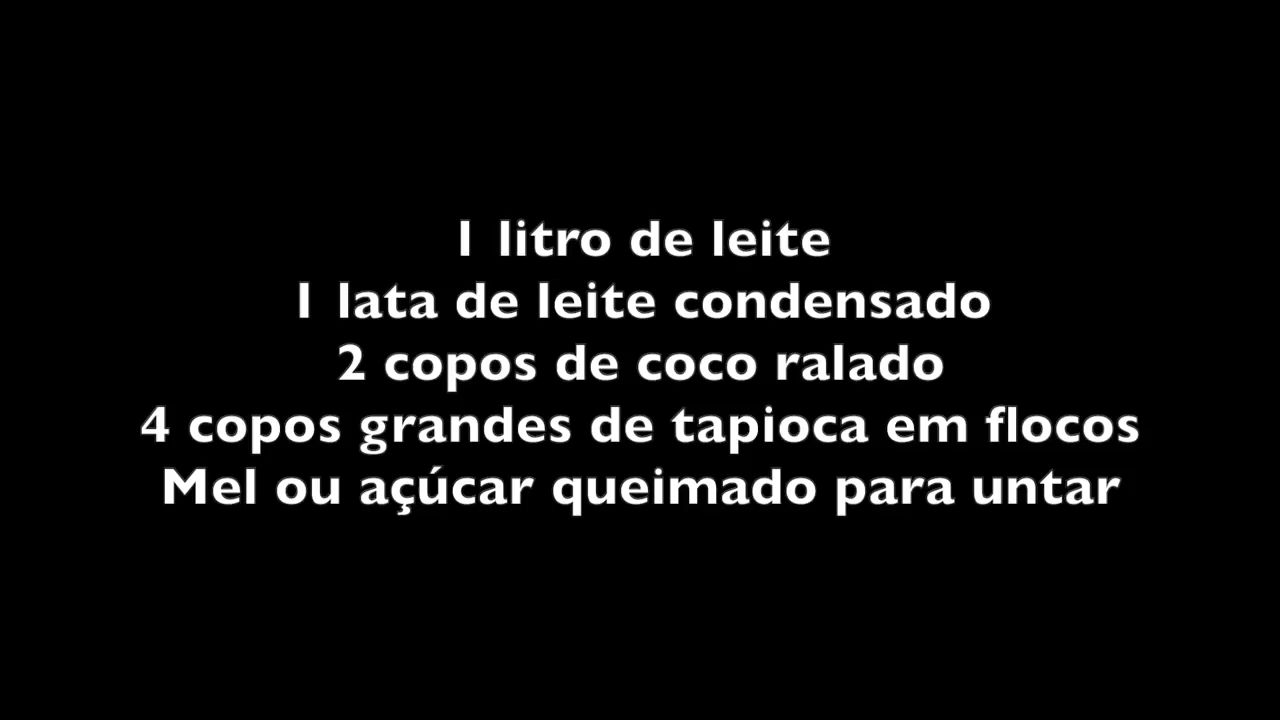 1 litro de leite
1 lata de leite condensado
2 copos de coco ralado
4 copos grandes de tapioca em flocos
Mel ou açúcar queimado para untar